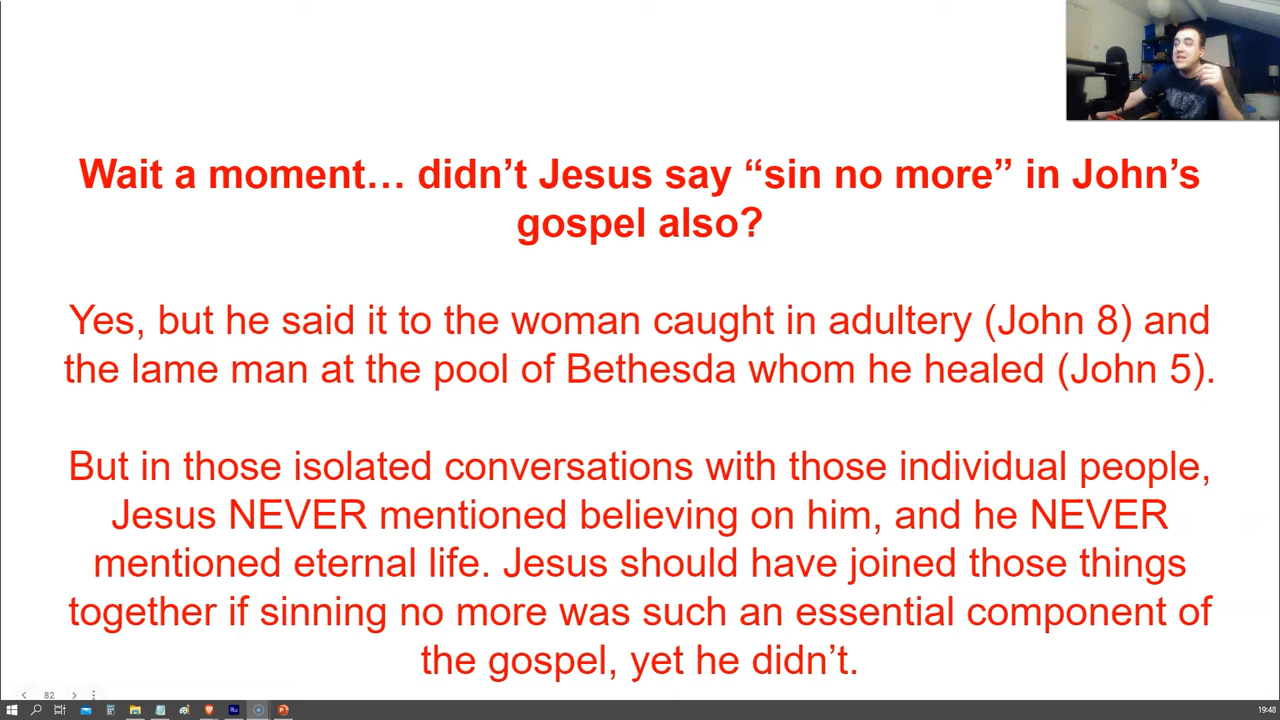 Wait a moment… didn’t Jesus say “sin no more” in John’s
gospel also?
Yes, but he said it to the woman caught in adultery (John 8) and
the lame man at the pool of Bethesda whom he healed (John 5).
But in those isolated conversations with those individual people,
Jesus NEVER mentioned believing on him, and he NEVER
mentioned eternal life. Jesus should have joined those things
together if sinning no more was such an essential component of
the gospel, yet he didn’t.
82
19:48